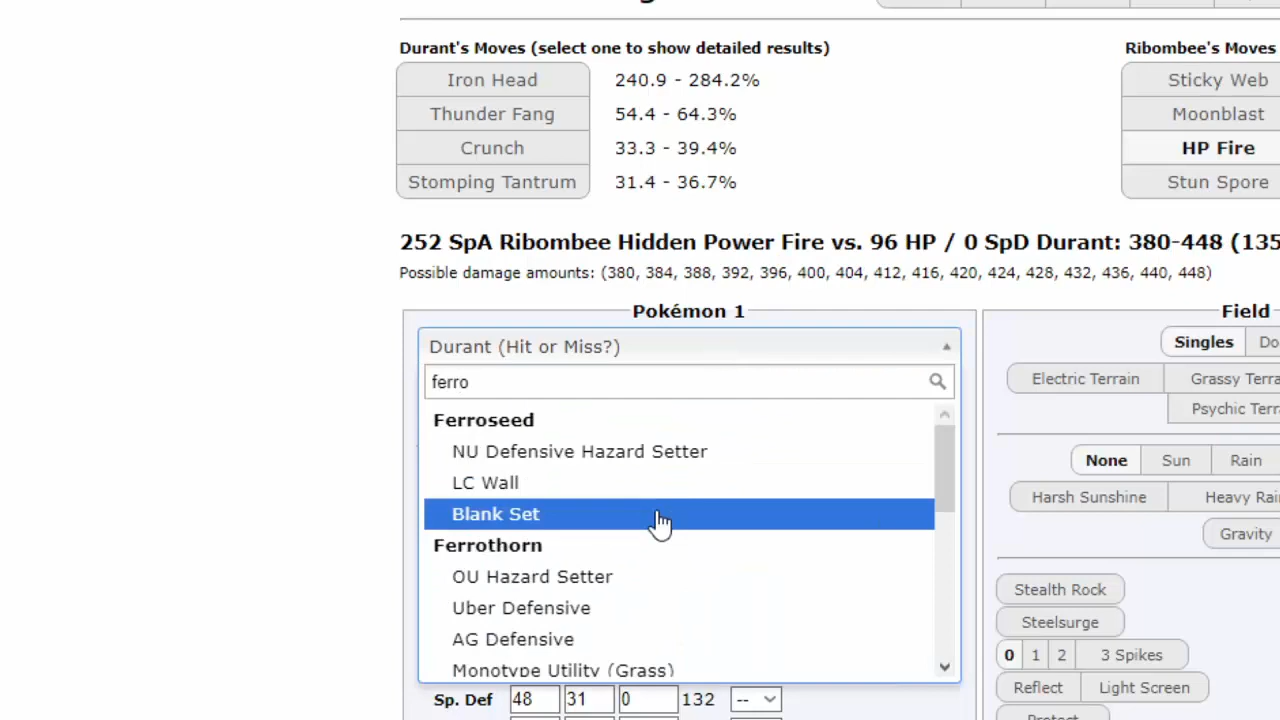 Durant's Moves (select one to show detailed results)
Ribombee's Moves
Iron Head 240.9 - 284.2%
Sticky Web
Thunder Fang 54.4 - 64.3%
Moonblast
Crunch 33.3 - 39.4%
HP Fire
Stomping Tantrum 31.4 - 36.7%
Stun Spore
252 SpA Ribombee Hidden Power Fire vs. 96 HP / 0 SpD Durant: 380-448 (135
Possible damage amounts: (380, 384, 388, 392, 396, 400, 404, 412, 416, 420, 424, 428, 432, 436, 440, 448)
Pokémon 1
Durant (Hit or Miss?)
ferro
Ferroseed
NU Defensive Hazard Setter
LC Wall
Blank Set
Ferrothorn
OU Hazard Setter
Uber Defensive
AG Defensive
Monotype Utility (Grass)
Sp. Def 48 31 0 132 --
Field
Singles Do
Electric Terrain Grassy Terra
Psychic Terr
None Sun Rain
Harsh Sunshine Heavy Rai
Gravity
Stealth Rock
Steelsurge
0 1 2 3 Spikes
Reflect Light Screen
Protect